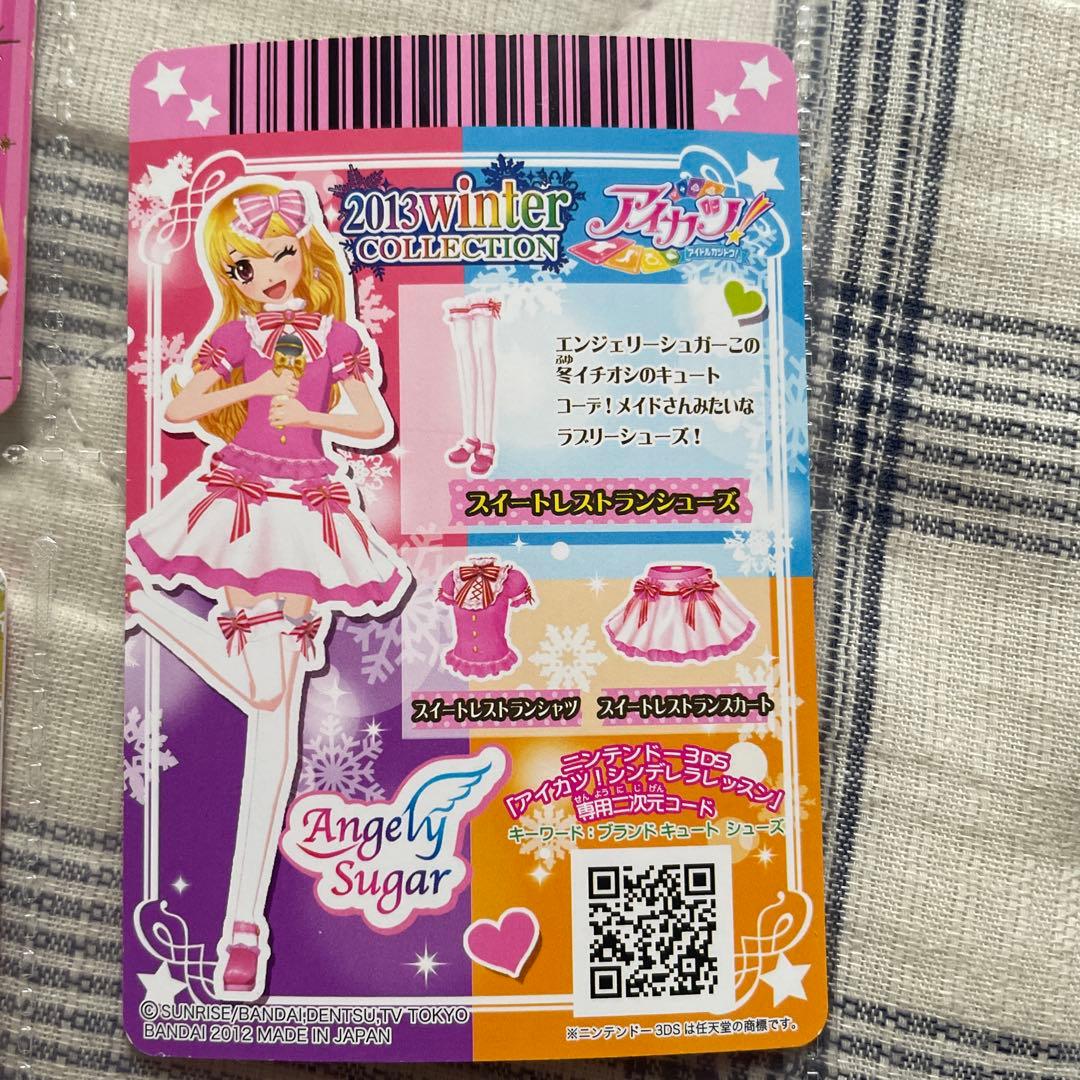 2013 winter
COLLECTION
アイカツ!
アイドルカツドウ!
エンジェリーシュガーこの
ふゆ
冬イチオシのキュート
コーデ!メイドさんみたいな
ラブリーシューズ!
スイートレストランシューズ
スイートレストランシャツ
スイートレストランスカート
ニンテンドー3DS
「アイカツ!シンデレラレッスン」
せんようにじげん
専用二次元コード
キーワード:ブランド キュート シューズ
Angely
Sugar
©SUNRISE/BANDAI,DENTSU,TV TOKYO
BANDAI 2012 MADE IN JAPAN
※ニンテンドー3DSは任天堂の商標です。